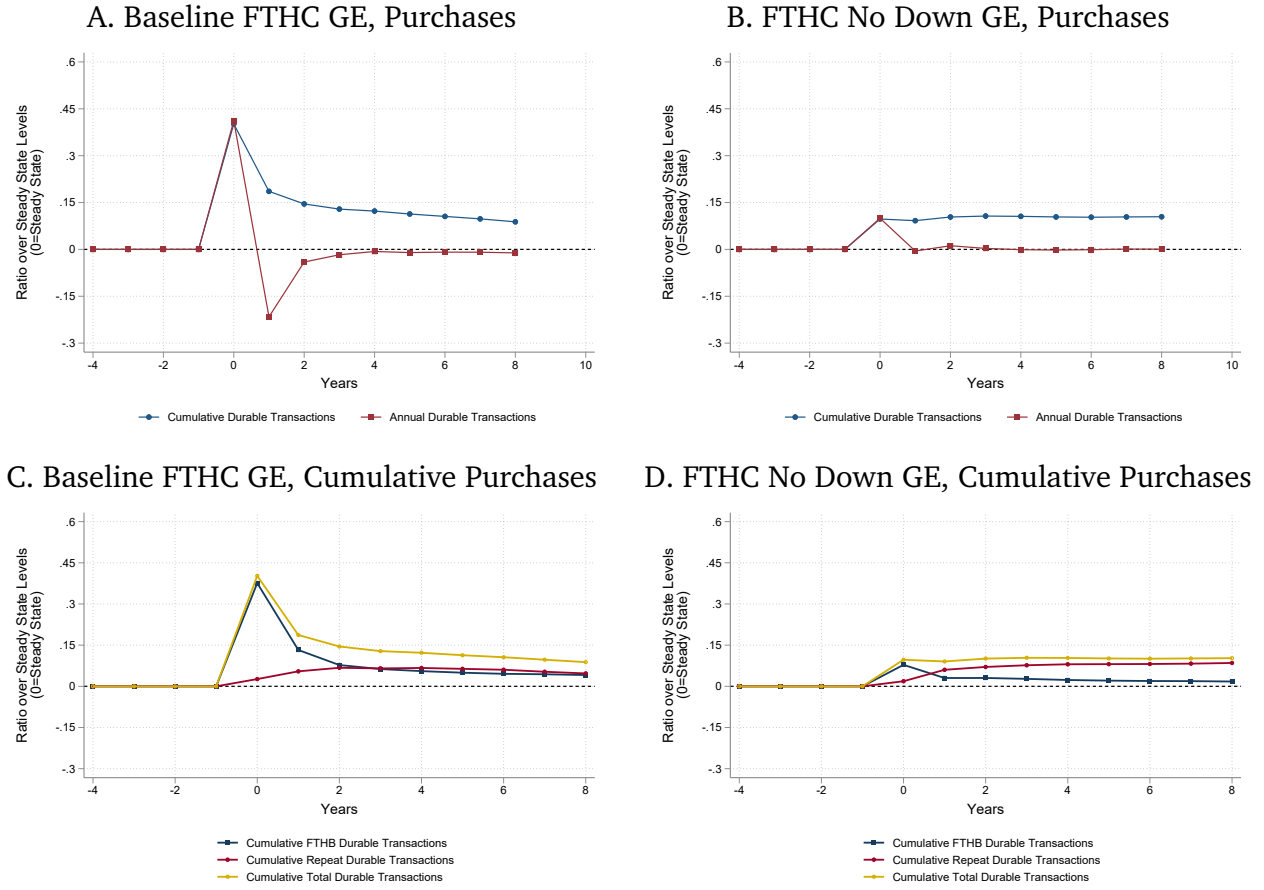 A. Baseline FTHC GE, Purchases
Ratio over Steady State Levels
(0=Steady State)
.6
.45
.3
.15
0
-.15
-.3
-4 -2 0 2 4 6 8 10
Years
Cumulative Durable Transactions Annual Durable Transactions
B. FTHC No Down GE, Purchases
Ratio over Steady State Levels
(0=Steady State)
.6
.45
.3
.15
0
-.15
-.3
-4 -2 0 2 4 6 8 10
Years
Cumulative Durable Transactions Annual Durable Transactions
C. Baseline FTHC GE, Cumulative Purchases
Ratio over Steady State Levels
(0=Steady State)
.6
.45
.3
.15
0
-.15
-.3
-4 -2 0 2 4 6 8
Years
Cumulative FTHB Durable Transactions
Cumulative Repeat Durable Transactions
Cumulative Total Durable Transactions
D. FTHC No Down GE, Cumulative Purchases
Ratio over Steady State Levels
(0=Steady State)
.6
.45
.3
.15
0
-.15
-.3
-4 -2 0 2 4 6 8
Years
Cumulative FTHB Durable Transactions
Cumulative Repeat Durable Transactions
Cumulative Total Durable Transactions